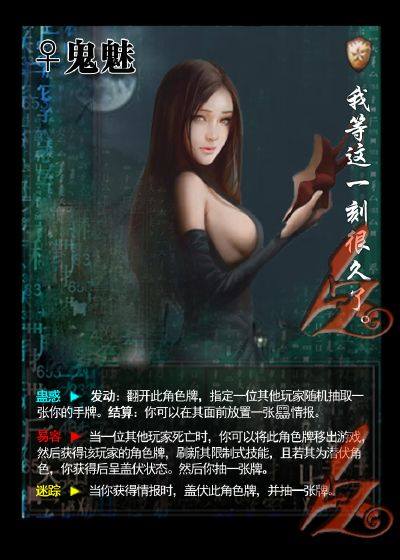 ♀鬼魅
我等这一刻很久了。
蛊惑 ▶ 发动：翻开此角色牌，指定一位其他玩家随机抽取一
张你的手牌。结算：你可以在其面前放置一张情报。
易客 ▶ 当一位其他玩家死亡时，你可以将此角色牌移出游戏，
然后获得该玩家的角色牌，刷新其限制式技能，且若其为潜伏角
色，你获得后呈盖伏状态。然后你抽一张牌。
迷踪 ▶ 当你获得情报时，盖伏此角色牌，并抽一张牌。